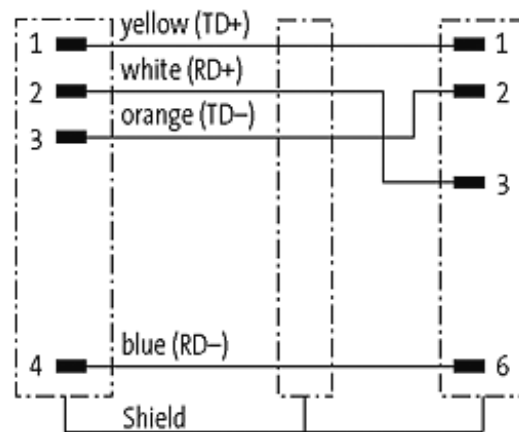 1 yellow (TD+) 1
2 white (RD+) 2
3 orange (TD–)
3
4 blue (RD–) 6
Shield